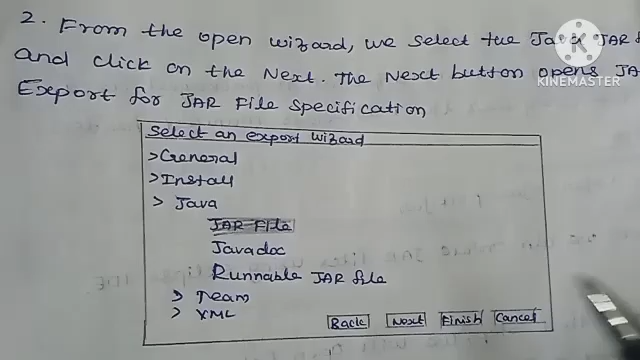 2. From the open wizard, we select the Java JAR
and click on the Next. The Next button opens JA
Export for JAR File Specification
Select an export wizard
> General
> Install
> Java
JAR File
Javadoc
Runnable JAR file
> Team
> XML
Back Next Finish Cancel
KINEMASTER